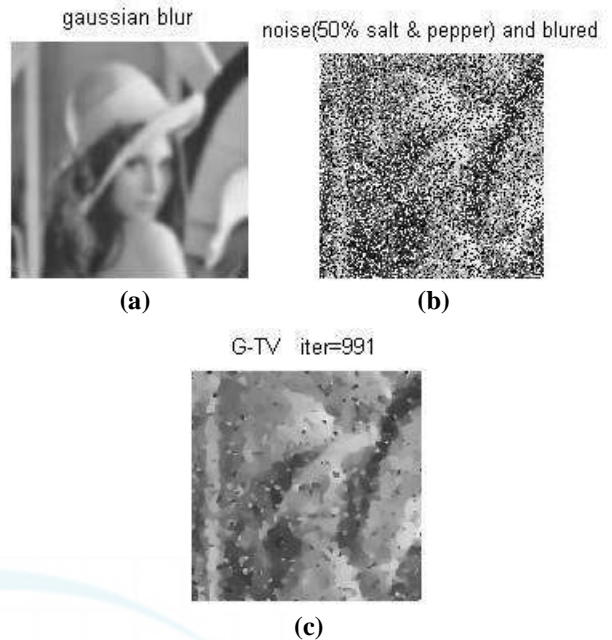 gaussian blur
noise(50% salt & pepper) and blured
(a)
(b)
G-TV iter=991
(c)